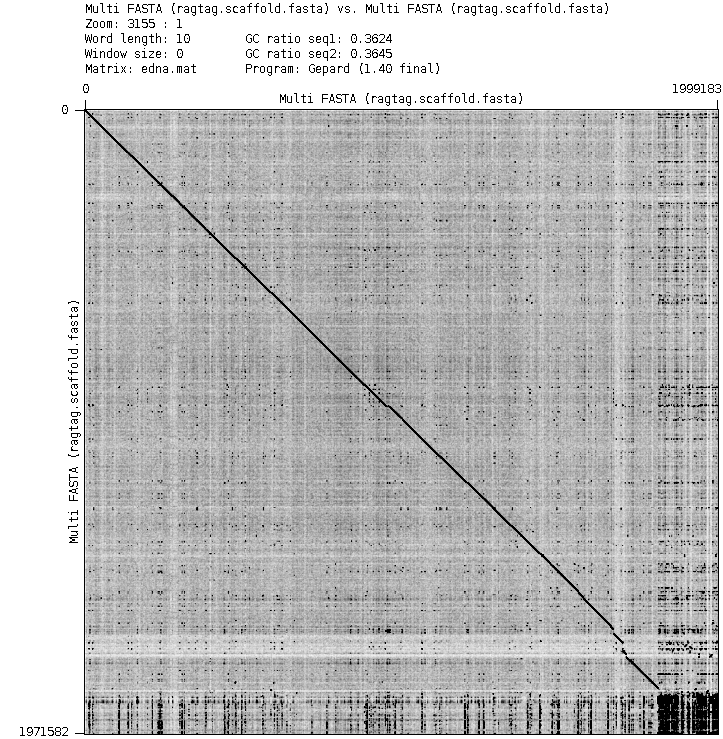 Multi FASTA (ragtag.scaffold.fasta) vs. Multi FASTA (ragtag.scaffold.fasta)
Zoom: 3155 : 1
Word length: 10 GC ratio seq1: 0.3624
Window size: 0 GC ratio seq2: 0.3645
Matrix: edna.mat Program: Gepard (1.40 final)
0 1999183
Multi FASTA (ragtag.scaffold.fasta)
0
Multi FASTA (ragtag.scaffold.fasta)
1971582